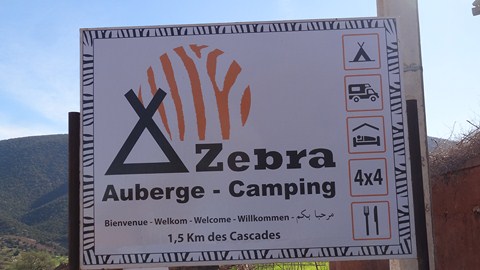 Zebra
Auberge - Camping
Bienvenue - Welkom - Welcome - Willkommen - مرحبا بكم
1,5 Km des Cascades
4x4